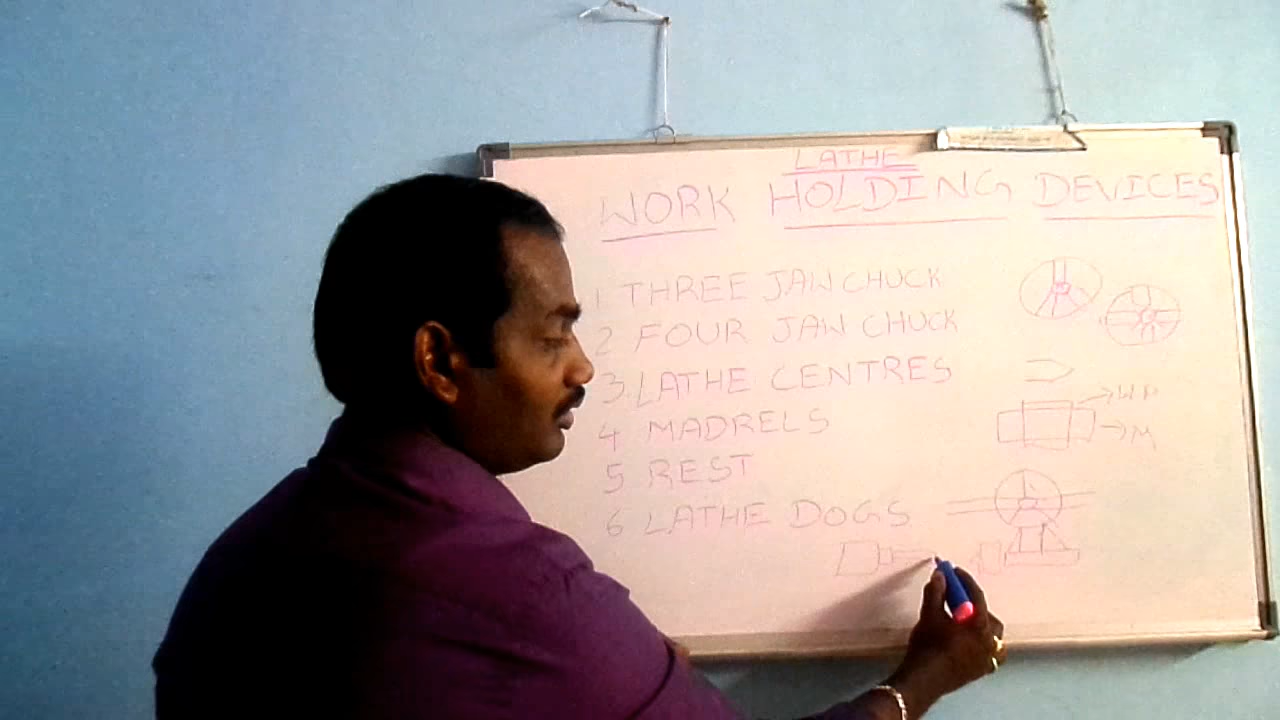 LATHE
WORK HOLDING DEVICES
1 THREE JAW CHUCK
2 FOUR JAW CHUCK
3 LATHE CENTRES
4 MADRELS
5 REST
6 LATHE DOGS
W P
M